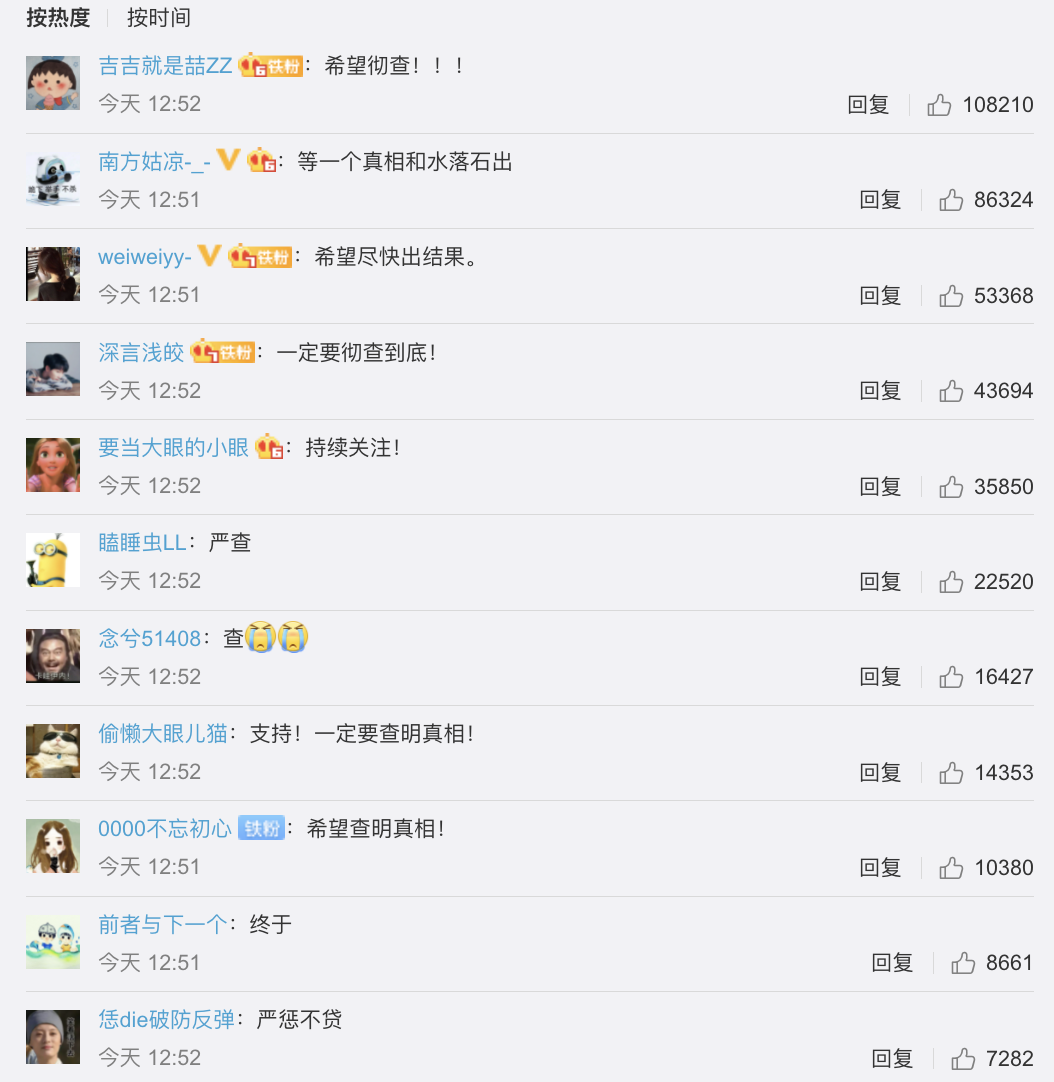 按热度 按时间
吉吉就是喆ZZ 6 铁粉：希望彻查！！！
今天 12:52
回复 108210
南方姑凉-_- 6：等一个真相和水落石出
今天 12:51
回复 86324
weiweiyy- 7 铁粉：希望尽快出结果。
今天 12:51
回复 53368
深言浅皎 7 铁粉：一定要彻查到底！
今天 12:52
回复 43694
要当大眼的小眼 6：持续关注！
今天 12:52
回复 35850
瞌睡虫LL：严查
今天 12:52
回复 22520
念兮51408：查
今天 12:52
回复 16427
偷懒大眼儿猫：支持！一定要查明真相！
今天 12:52
回复 14353
0000不忘初心 铁粉：希望查明真相！
今天 12:51
回复 10380
前者与下一个：终于
今天 12:51
回复 8661
恁die破防反弹：严惩不贷
今天 12:52
回复 7282